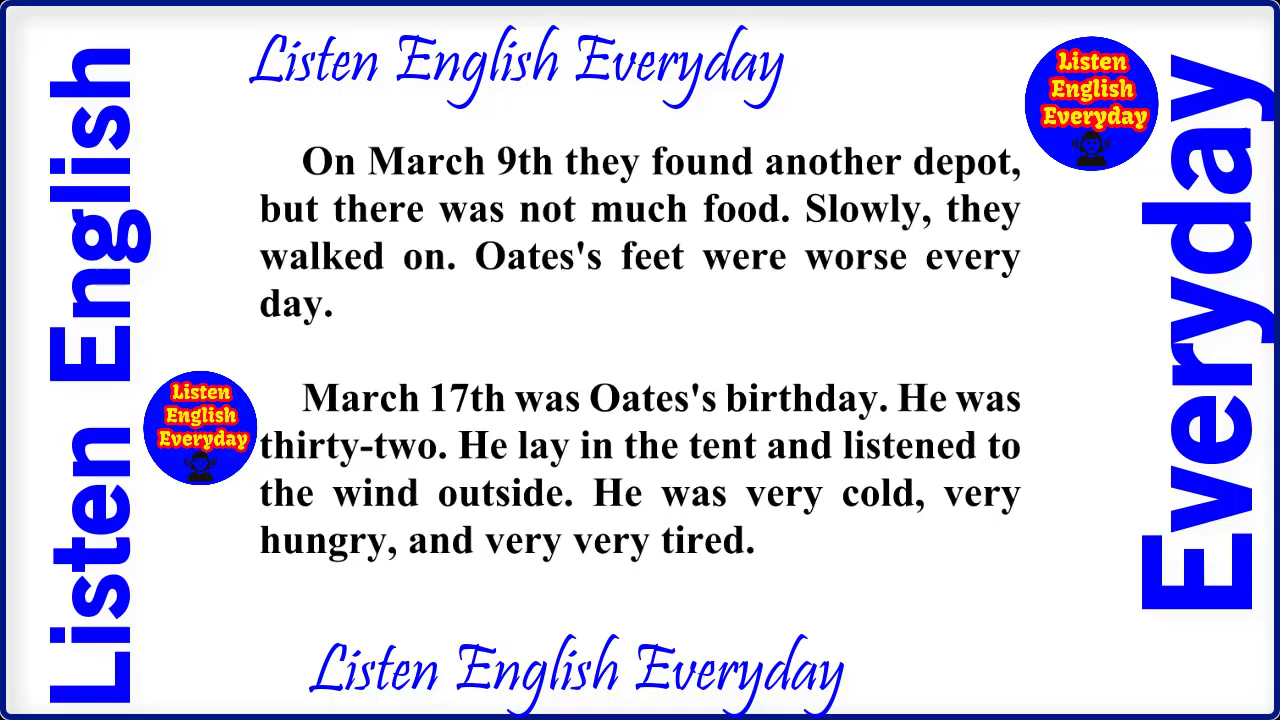 Listen English Everyday
Listen
English
Everyday
On March 9th they found another depot,
but there was not much food. Slowly, they
walked on. Oates's feet were worse every
day.
Listen English
Everyday
Listen
English
Everyday
March 17th was Oates's birthday. He was
thirty-two. He lay in the tent and listened to
the wind outside. He was very cold, very
hungry, and very very tired.
Listen English Everyday